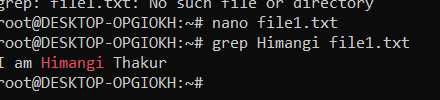 grep: file1.txt: No such file or directory
root@DESKTOP-OPGIOKH:~# nano file1.txt
root@DESKTOP-OPGIOKH:~# grep Himangi file1.txt
I am Himangi Thakur
root@DESKTOP-OPGIOKH:~#